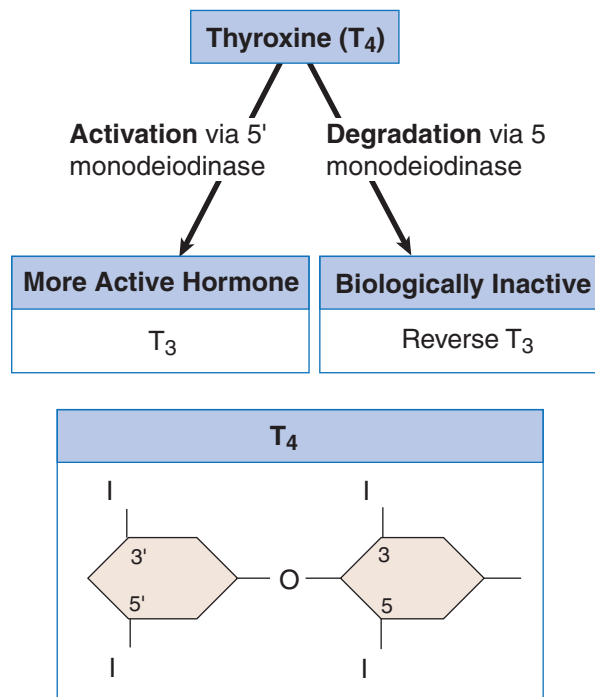 Thyroxine (T4)
Activation via 5'
monodeiodinase
Degradation via 5
monodeiodinase
More Active Hormone
T3
Biologically Inactive
Reverse T3
T4
I
I
3'
3
O
5'
5
I
I